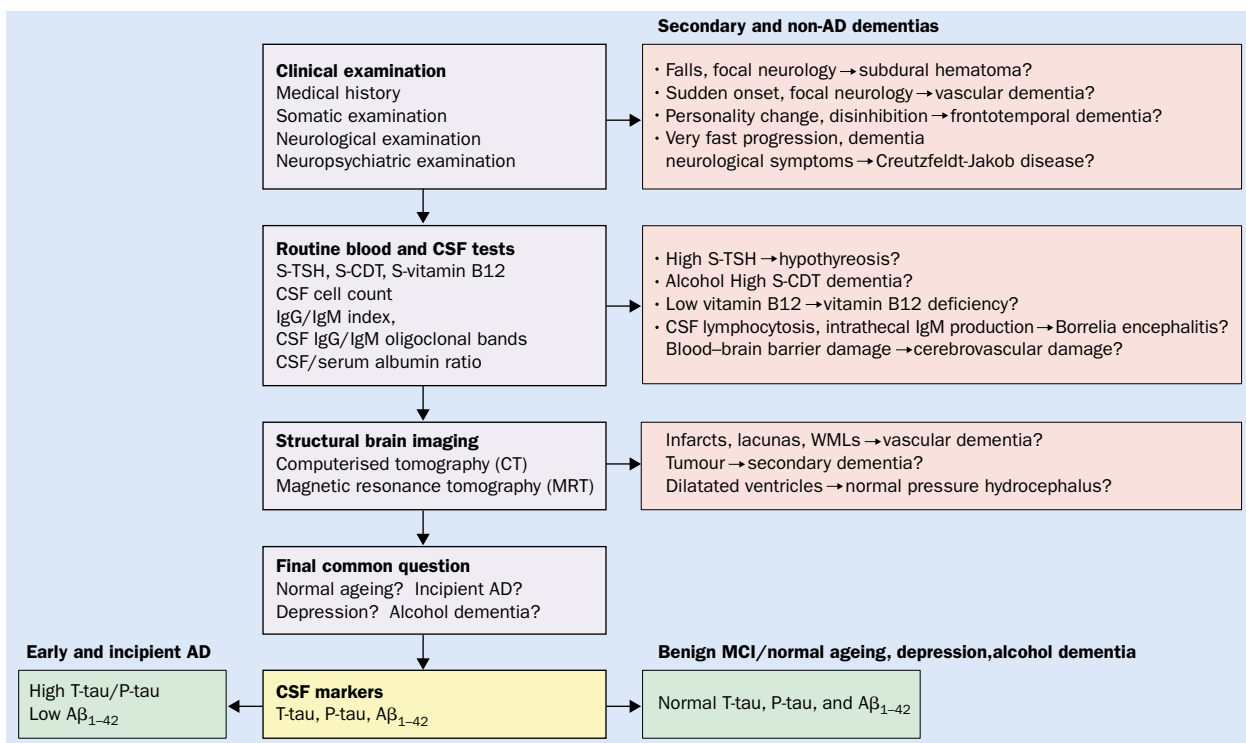 Secondary and non-AD dementias
Clinical examination
Medical history
Somatic examination
Neurological examination
Neuropsychiatric examination
· Falls, focal neurology→subdural hematoma?
· Sudden onset, focal neurology→vascular dementia?
· Personality change, disinhibition→frontotemporal dementia?
· Very fast progression, dementia
neurological symptoms→Creutzfeldt-Jakob disease?
Routine blood and CSF tests
S-TSH, S-CDT, S-vitamin B12
CSF cell count
IgG/IgM index,
CSF IgG/IgM oligoclonal bands
CSF/serum albumin ratio
· High S-TSH→hypothyreosis?
· Alcohol High S-CDT dementia?
· Low vitamin B12→vitamin B12 deficiency?
· CSF lymphocytosis, intrathecal IgM production→Borrelia encephalitis?
Blood–brain barrier damage→cerebrovascular damage?
Structural brain imaging
Computerised tomography (CT)
Magnetic resonance tomography (MRT)
Infarcts, lacunas, WMLs→vascular dementia?
Tumour→secondary dementia?
Dilatated ventricles→normal pressure hydrocephalus?
Final common question
Normal ageing? Incipient AD?
Depression? Alcohol dementia?
Early and incipient AD
High T-tau/P-tau
Low Aβ1–42
CSF markers
T-tau, P-tau, Aβ1–42
Benign MCI/normal ageing, depression,alcohol dementia
Normal T-tau, P-tau, and Aβ1–42